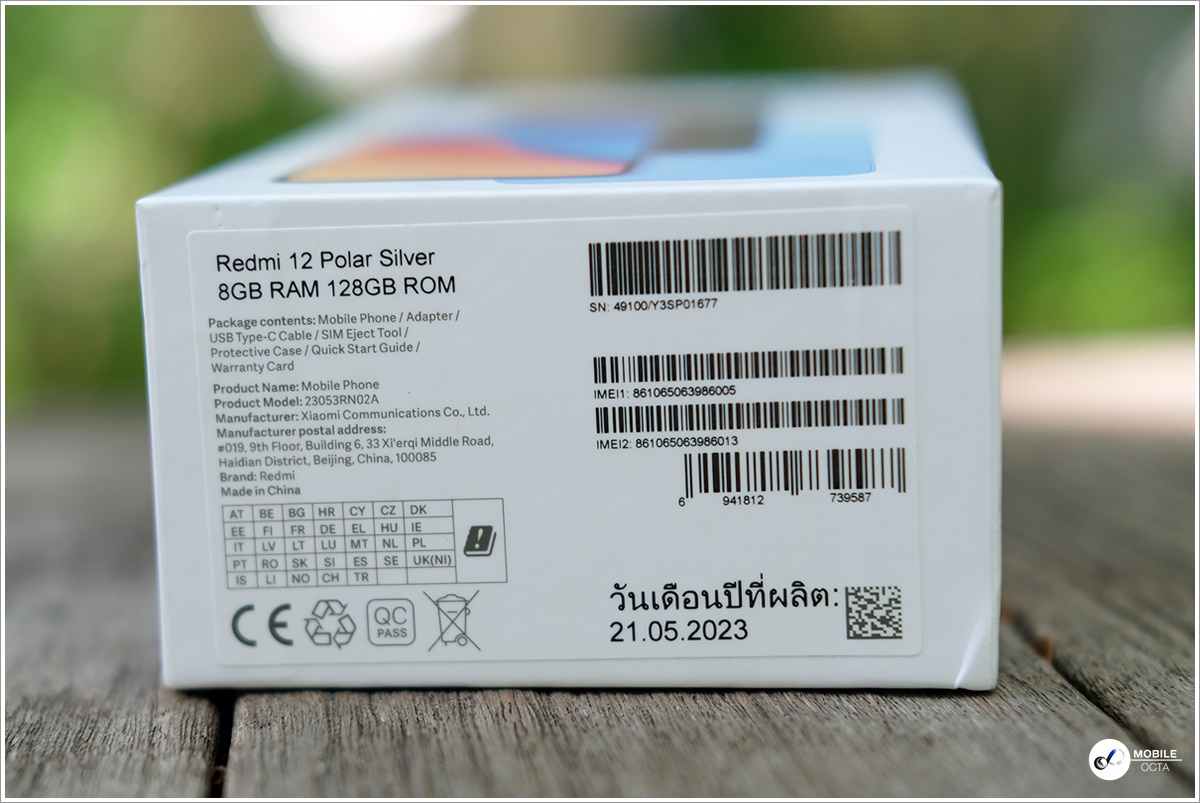 Redmi 12 Polar Silver
8GB RAM 128GB ROM
Package contents: Mobile Phone / Adapter /
USB Type-C Cable / SIM Eject Tool /
Protective Case / Quick Start Guide /
Warranty Card
Product Name: Mobile Phone
Product Model: 23053RN02A
Manufacturer: Xiaomi Communications Co., Ltd.
Manufacturer postal address:
#019, 9th Floor, Building 6, 33 Xi'erqi Middle Road,
Haidian District, Beijing, China, 100085
Brand: Redmi
Made in China
AT BE BG HR CY CZ DK
EE FI FR DE EL HU IE
IT LV LT LU MT NL PL
PT RO SK SI ES SE UK(NI)
IS LI NO CH TR
CE
QC
PASS
SN: 49100/Y3SP01677
IMEI1: 861065063986005
IMEI2: 861065063986013
6 941812 739587
วันเดือนปีที่ผลิต:
21.05.2023
MOBILE
OCTA